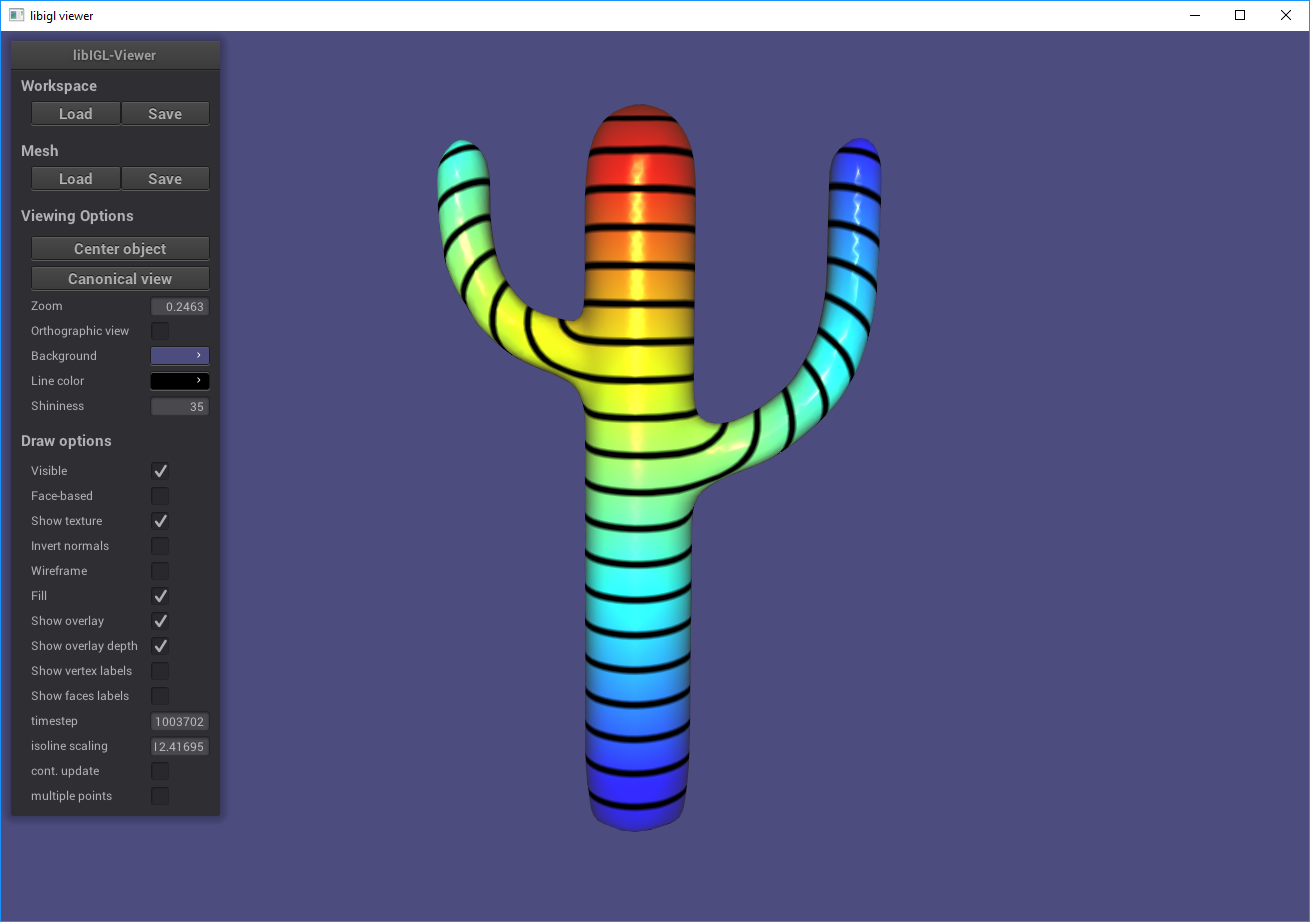 libigl viewer
libIGL-Viewer
Workspace
Load Save
Mesh
Load Save
Viewing Options
Center object
Canonical view
Zoom 0.2463
Orthographic view
Background
Line color
Shininess 35
Draw options
Visible
Face-based
Show texture
Invert normals
Wireframe
Fill
Show overlay
Show overlay depth
Show vertex labels
Show faces labels
timestep 1003702
isoline scaling 2.41695
cont. update
multiple points